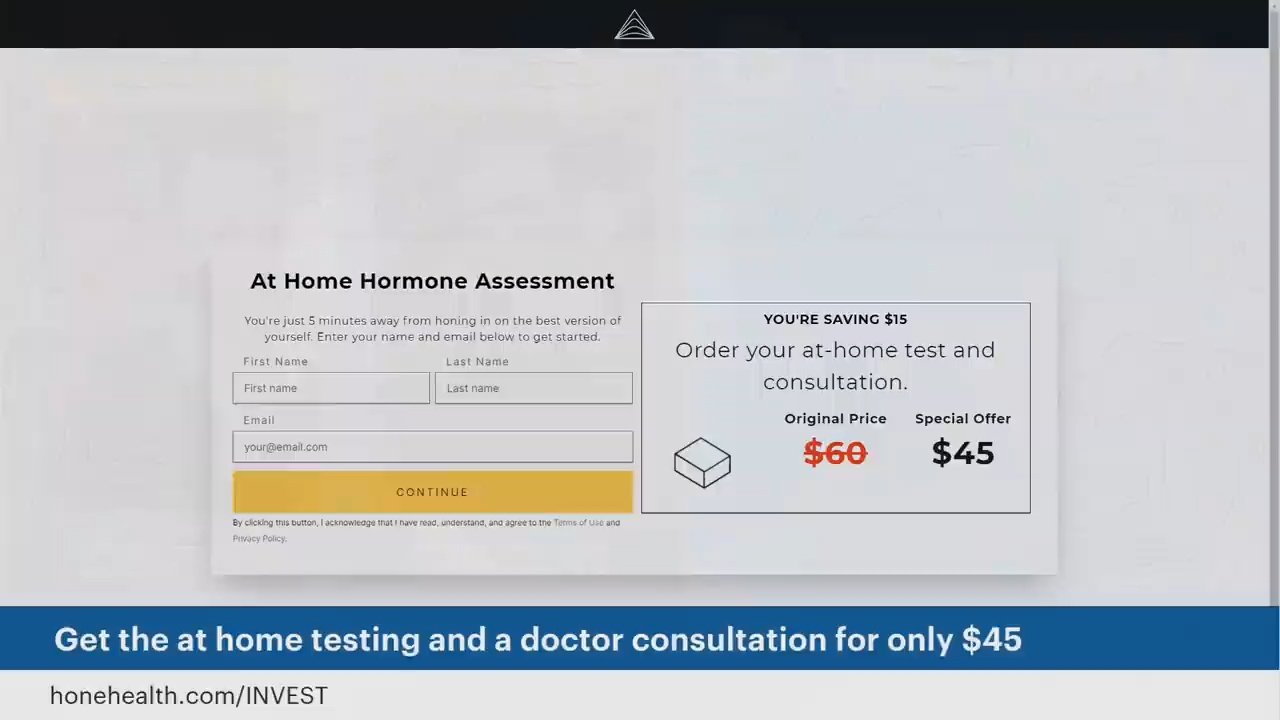 At Home Hormone Assessment
You're just 5 minutes away from honing in on the best version of
yourself. Enter your name and email below to get started.
First Name
Last Name
First name
Last name
Email
your@email.com
CONTINUE
By clicking this button, I acknowledge that I have read, understand, and agree to the Terms of Use and
Privacy Policy.
YOU'RE SAVING $15
Order your at-home test and
consultation.
Original Price
Special Offer
$60
$45
Get the at home testing and a doctor consultation for only $45
honehealth.com/INVEST